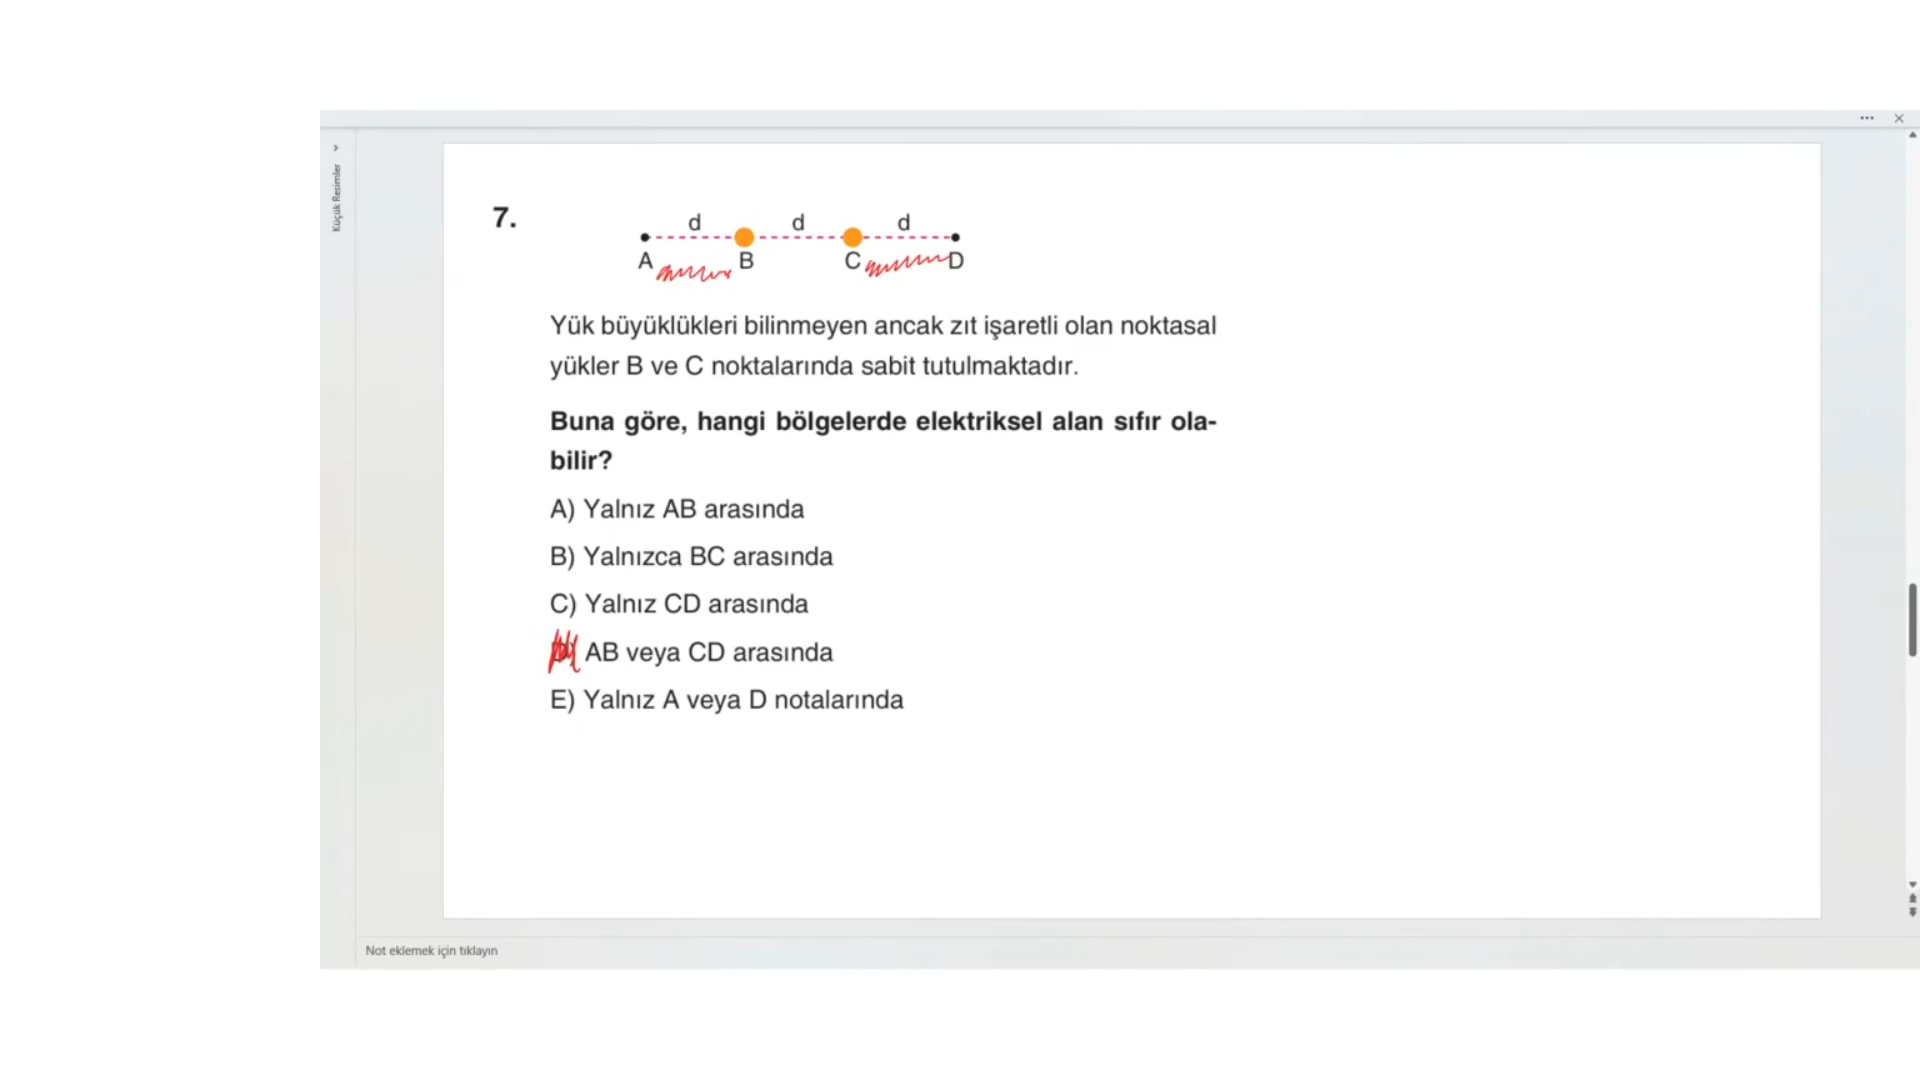 Küçük Resimler
7.
d d d
A B C D
Yük büyüklükleri bilinmeyen ancak zıt işaretli olan noktasal
yükler B ve C noktalarında sabit tutulmaktadır.
Buna göre, hangi bölgelerde elektriksel alan sıfır ola-
bilir?
A) Yalnız AB arasında
B) Yalnızca BC arasında
C) Yalnız CD arasında
AB veya CD arasında
E) Yalnız A veya D notalarında
Not eklemek için tıklayın